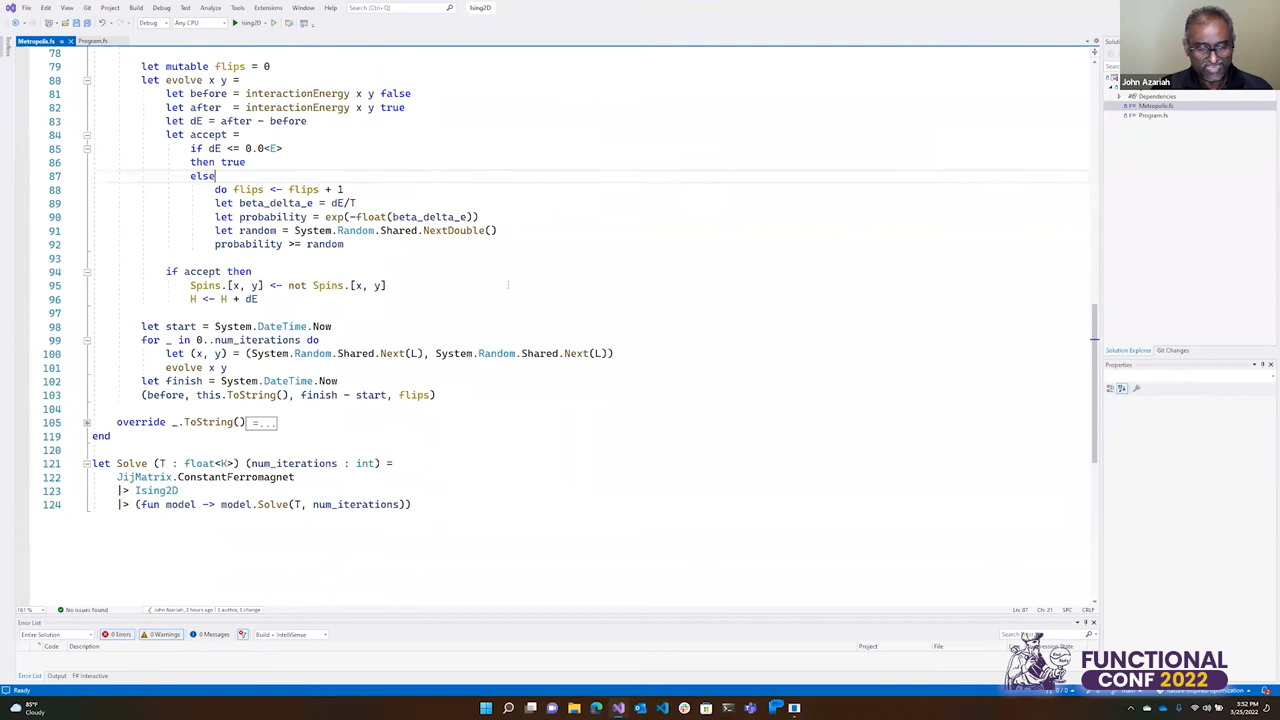 File Edit View Git Project Build Debug Test Analyze Tools Extensions Window Help Search (Ctrl+Q) Ising2D
Debug Any CPU Ising2D
Metropolis.fs Program.fs
78
79 let mutable flips = 0
80 let evolve x y =
81 let before = interactionEnergy x y false
82 let after = interactionEnergy x y true
83 let dE = after - before
84 let accept =
85 if dE <= 0.0<E>
86 then true
87 else
88 do flips <- flips + 1
89 let beta_delta_e = dE/T
90 let probability = exp(-float(beta_delta_e))
91 let random = System.Random.Shared.NextDouble()
92 probability >= random
93
94 if accept then
95 Spins.[x, y] <- not Spins.[x, y]
96 H <- H + dE
97
98 let start = System.DateTime.Now
99 for _ in 0..num_iterations do
100 let (x, y) = (System.Random.Shared.Next(L), System.Random.Shared.Next(L))
101 evolve x y
102 let finish = System.DateTime.Now
103 (before, this.ToString(), finish - start, flips)
104
105 override _.ToString() =...
119 end
120
121 let Solve (T : float<K>) (num_iterations : int) =
122 JijMatrix.ConstantFerromagnet
123 |> Ising2D
124 |> (fun model -> model.Solve(T, num_iterations))
161 % No issues found John Azariah, 2 hours ago | 1 author, 1 change Ln: 87 Ch: 21 SPC CRLF
John Azariah
Dependencies
Metropolis.fs
Program.fs
Solution Explorer Git Changes
Properties
Error List
Entire Solution 0 Errors 0 Warnings 0 Messages Build + IntelliSense
Code Description Project File
Error List Output F# Interactive
Ready
FUNCTIONAL
CONF 2022
85°F
Cloudy
3:52 PM
3/25/2022